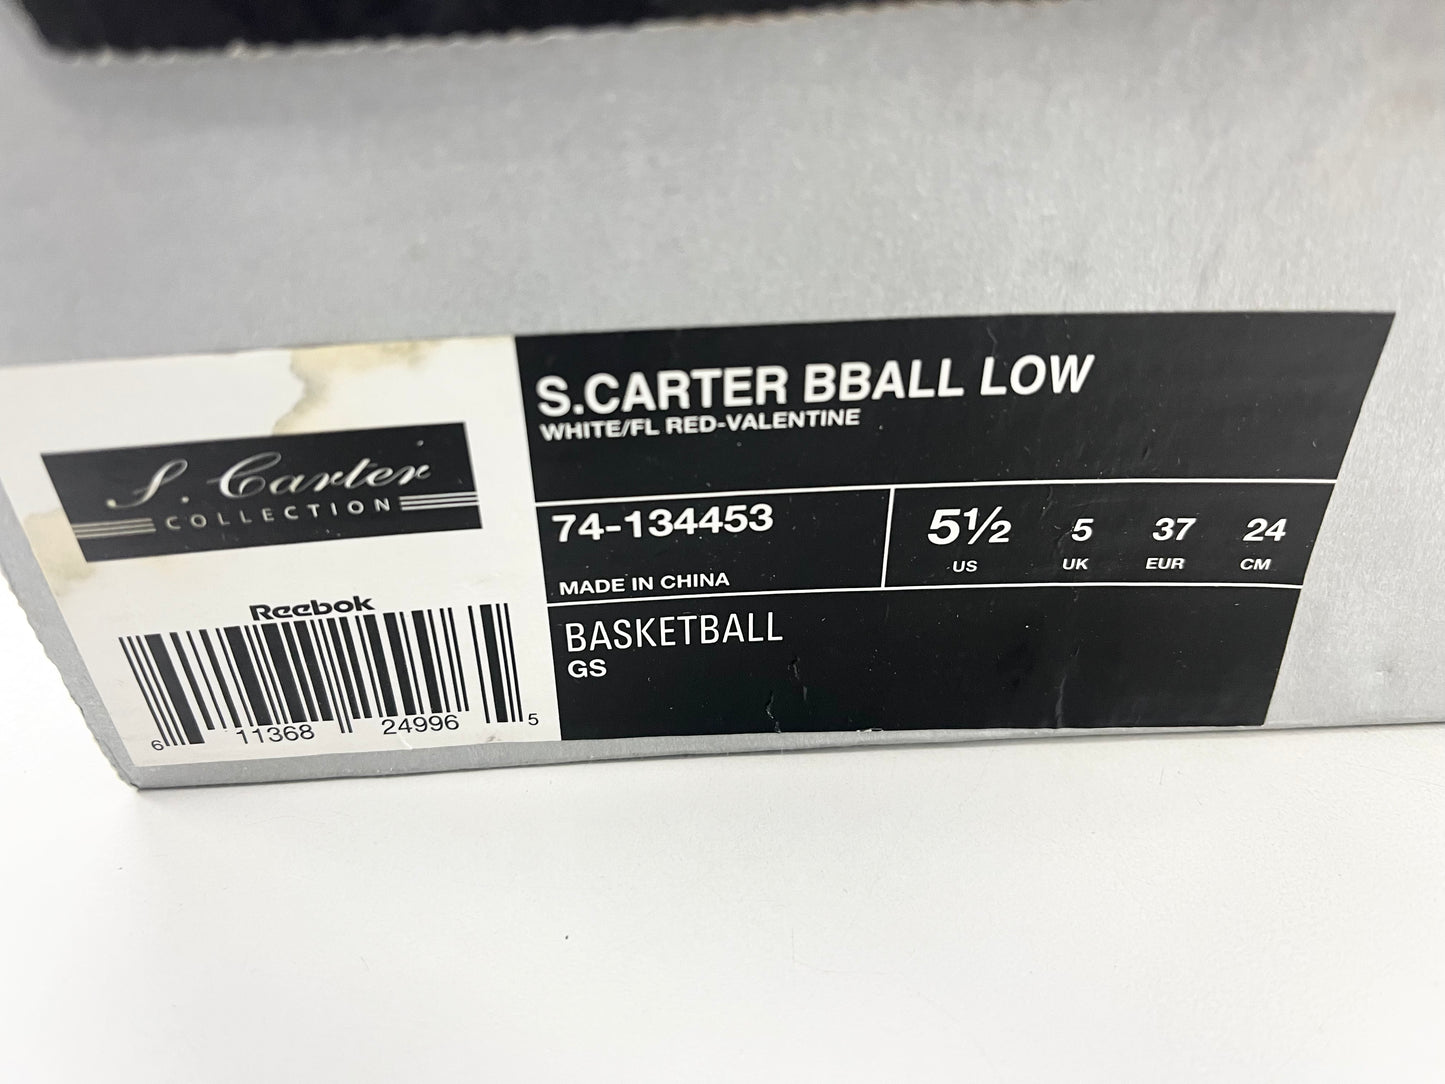 S. Carter
COLLECTION
Reebok
6 11368 24996 5
S.CARTER BBALL LOW
WHITE/FL RED-VALENTINE
74-134453
MADE IN CHINA
5½ 5 37 24
US UK EUR CM
BASKETBALL
GS